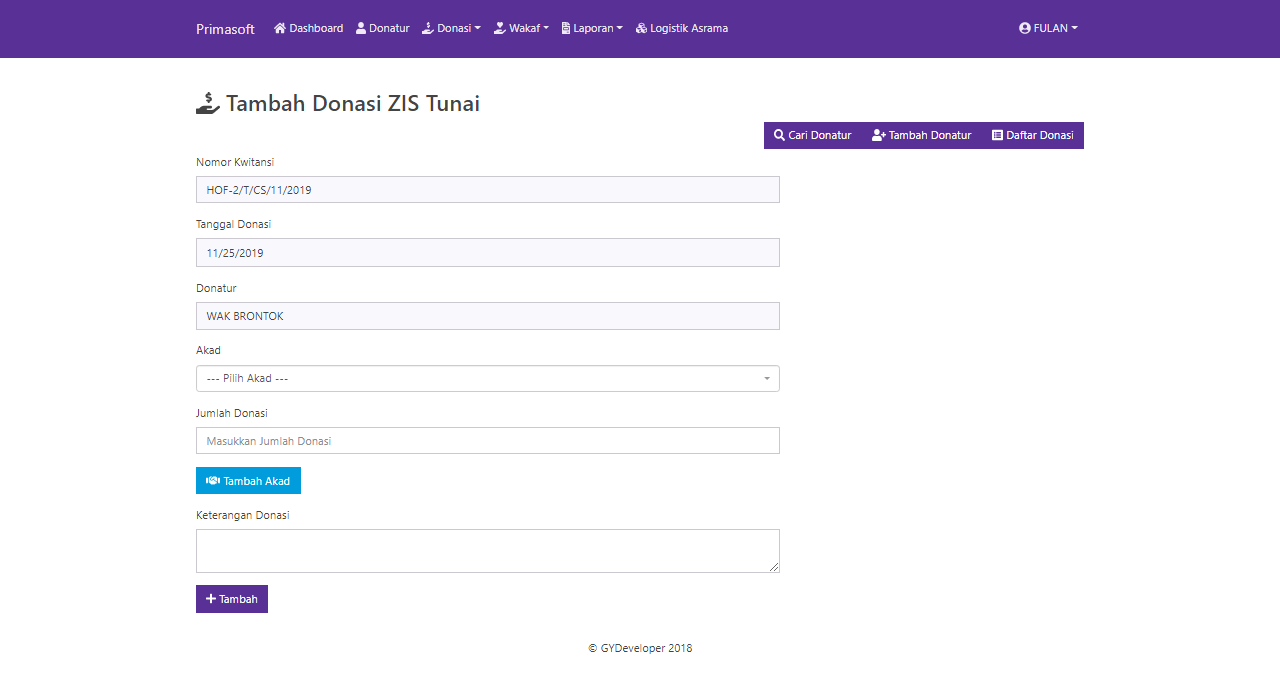 Primasoft Dashboard Donatur Donasi Wakaf Laporan Logistik Asrama FULAN
Tambah Donasi ZIS Tunai
Cari Donatur Tambah Donatur Daftar Donasi
Nomor Kwitansi
HOF-2/T/CS/11/2019
Tanggal Donasi
11/25/2019
Donatur
WAK BRONTOK
Akad
--- Pilih Akad ---
Jumlah Donasi
Masukkan Jumlah Donasi
Tambah Akad
Keterangan Donasi
Tambah
© GYDeveloper 2018